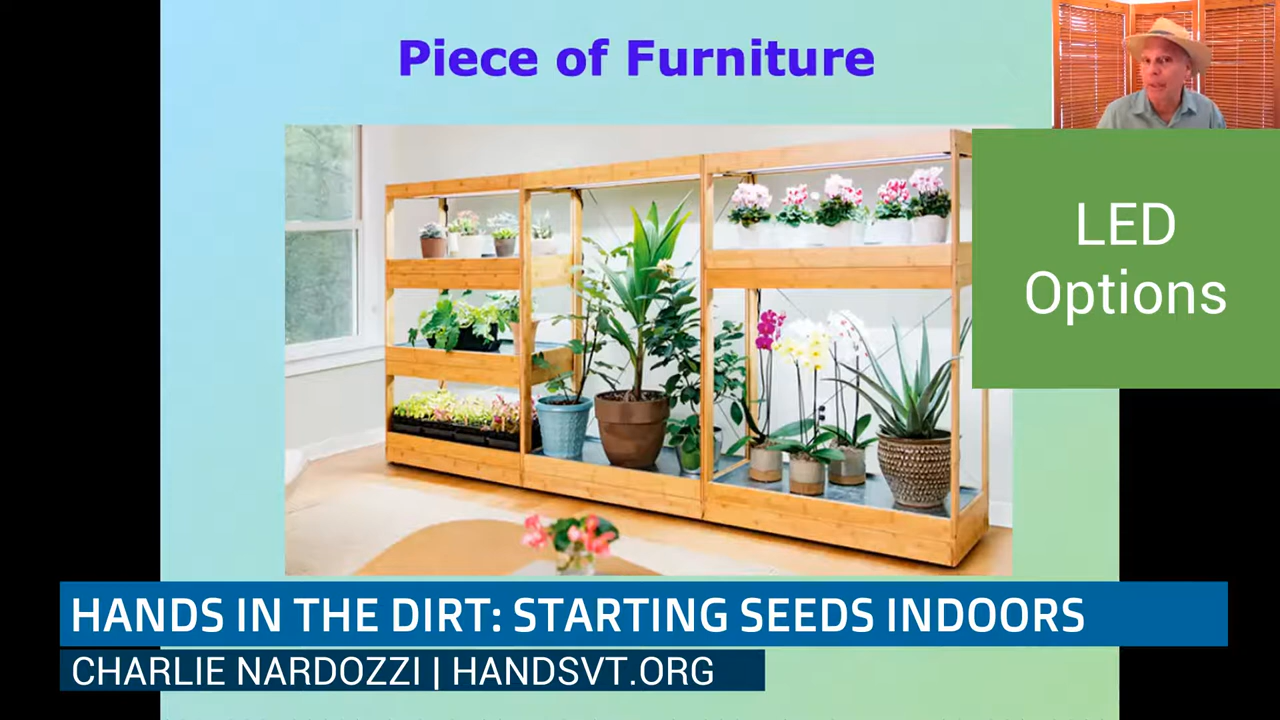 Piece of Furniture
LED
Options
HANDS IN THE DIRT: STARTING SEEDS INDOORS
CHARLIE NARDOZZI | HANDSVT.ORG